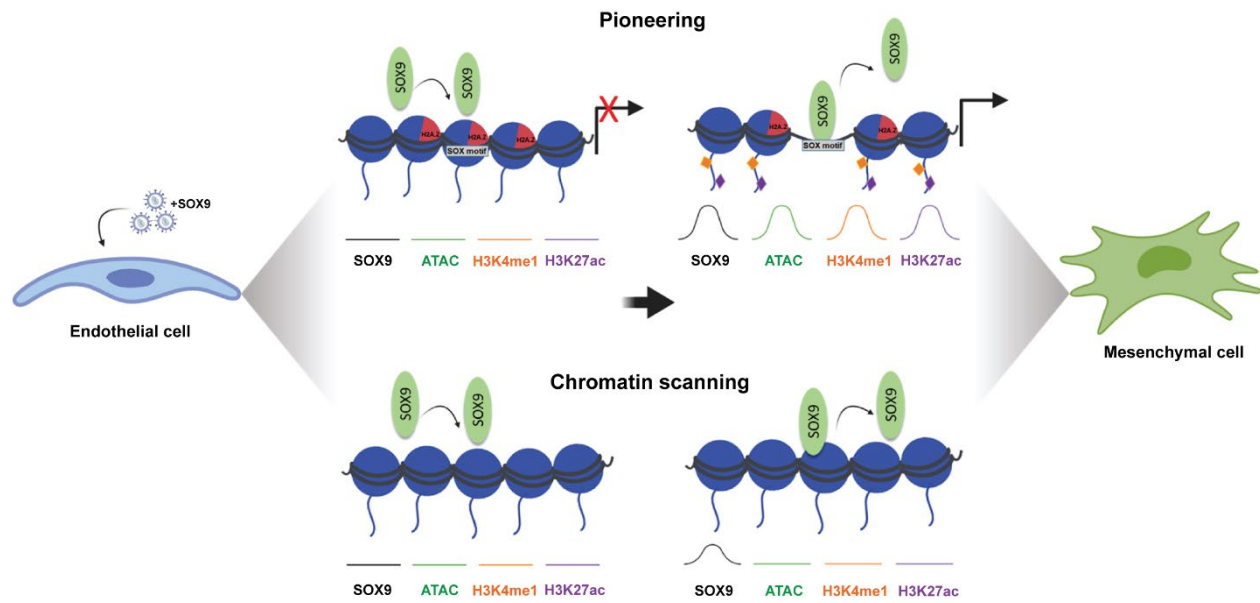 Pioneering
SOX9
SOX9
H2A.Z
H2A.Z
H2A.Z
SOX motif
SOX9
ATAC
H3K4me1
H3K27ac
SOX9
SOX9
H2A.Z
H2A.Z
SOX motif
SOX9
ATAC
H3K4me1
H3K27ac
+SOX9
Endothelial cell
Mesenchymal cell
Chromatin scanning
SOX9
SOX9
SOX9
ATAC
H3K4me1
H3K27ac
SOX9
SOX9
SOX9
ATAC
H3K4me1
H3K27ac